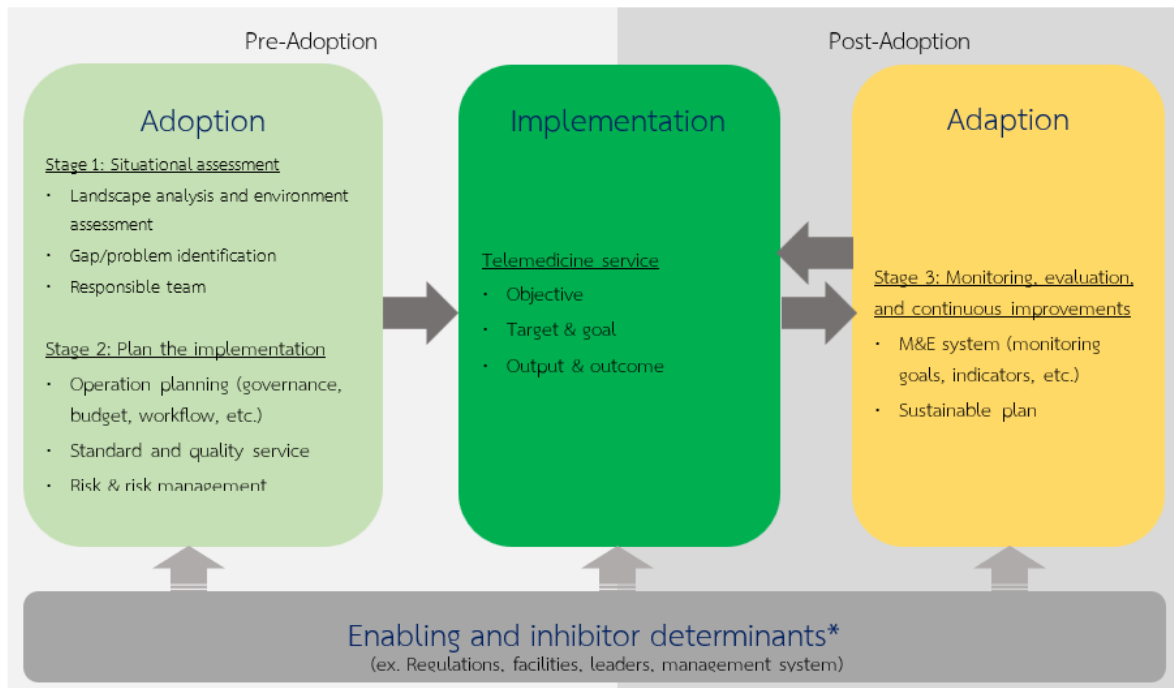 Pre-Adoption
Post-Adoption
Adoption
Stage 1: Situational assessment
· Landscape analysis and environment
assessment
· Gap/problem identification
· Responsible team
Stage 2: Plan the implementation
· Operation planning (governance,
budget, workflow, etc.)
· Standard and quality service
· Risk & risk management
Implementation
Telemedicine service
· Objective
· Target & goal
· Output & outcome
Adaption
Stage 3: Monitoring, evaluation,
and continuous improvements
· M&E system (monitoring
goals, indicators, etc.)
· Sustainable plan
Enabling and inhibitor determinants*
(ex. Regulations, facilities, leaders, management system)